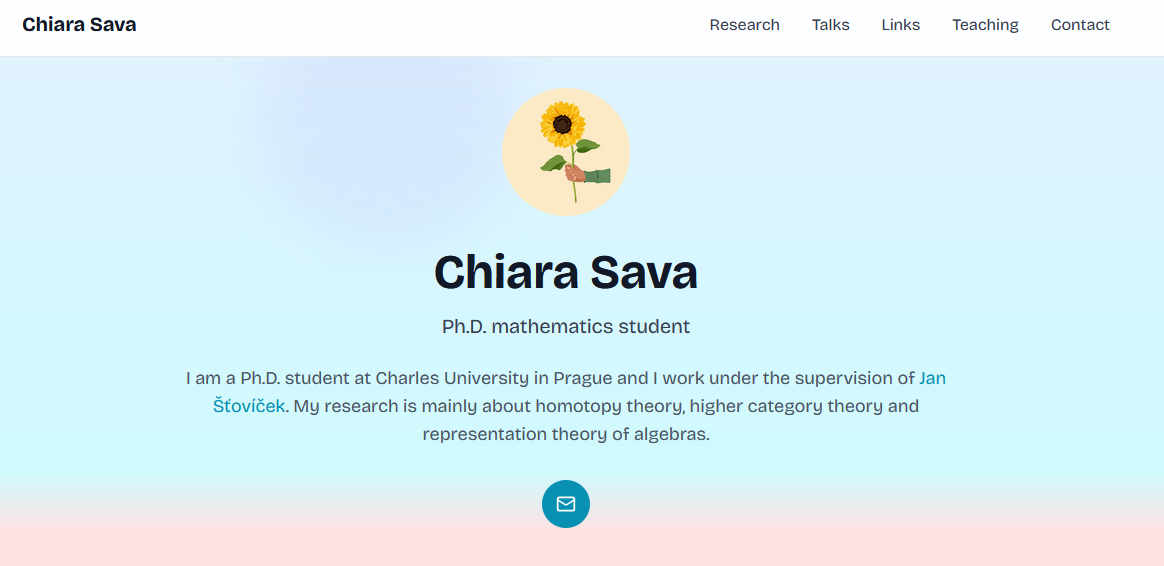 Chiara Sava
Research Talks Links Teaching Contact
Chiara Sava
Ph.D. mathematics student
I am a Ph.D. student at Charles University in Prague and I work under the supervision of Jan
Šťovíček. My research is mainly about homotopy theory, higher category theory and
representation theory of algebras.